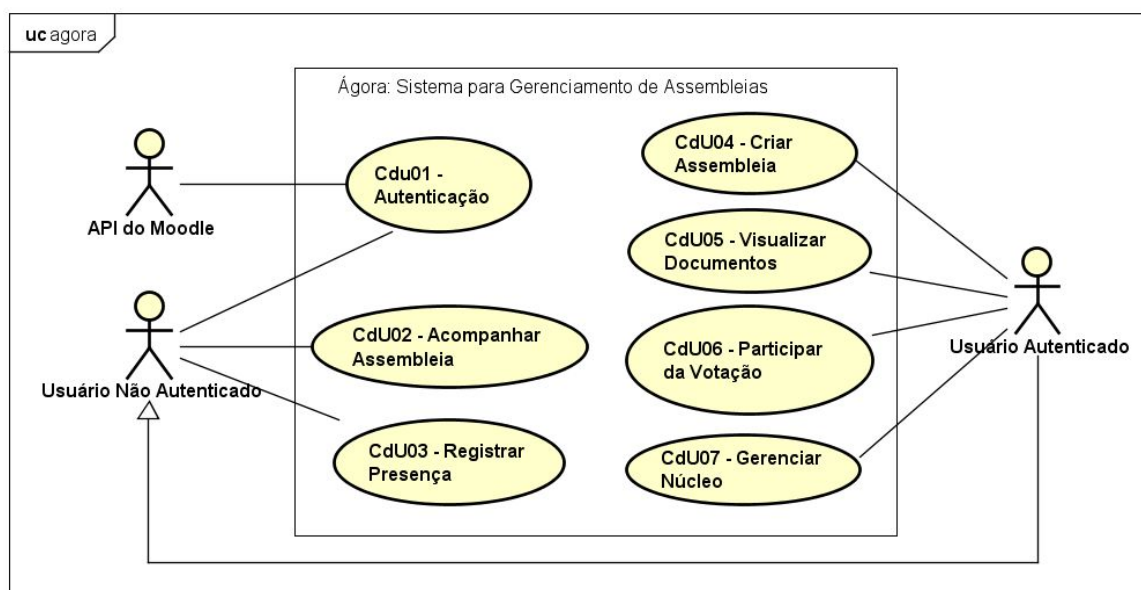 uc agora
Ágora: Sistema para Gerenciamento de Assembleias
API do Moodle
Cdu01 -
Autenticação
Usuário Não Autenticado
CdU02 - Acompanhar
Assembleia
CdU03 - Registrar
Presença
CdU04 - Criar
Assembleia
CdU05 - Visualizar
Documentos
CdU06 - Participar
da Votação
CdU07 - Gerenciar
Núcleo
Usuário Autenticado